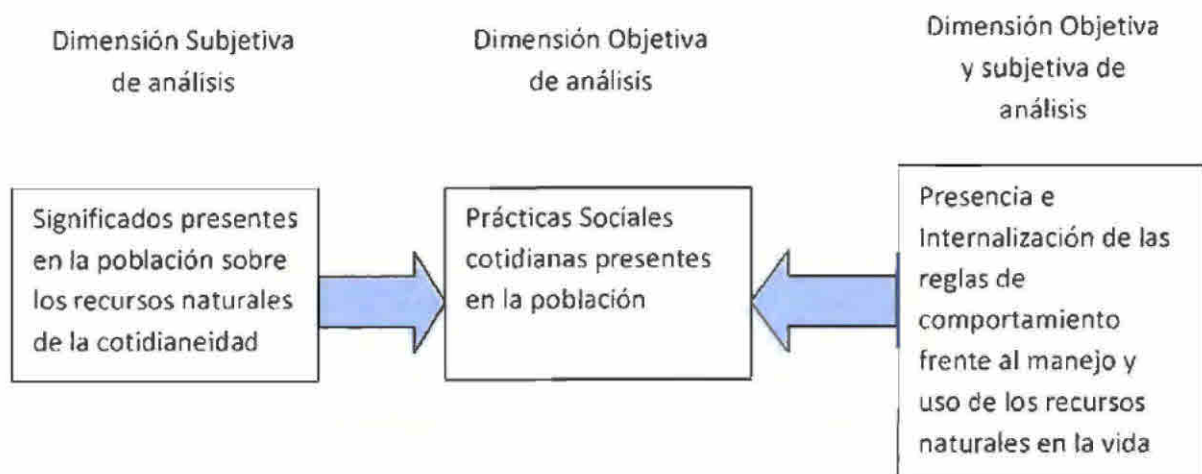 Dimensión Subjetiva
de análisis
Dimensión Objetiva
de análisis
Dimensión Objetiva
y subjetiva de
análisis
Significados presentes
en la población sobre
los recursos naturales
de la cotidianeidad
Prácticas Sociales
cotidianas presentes
en la población
Presencia e
Internalización de las
reglas de
comportamiento
frente al manejo y
uso de los recursos
naturales en la vida